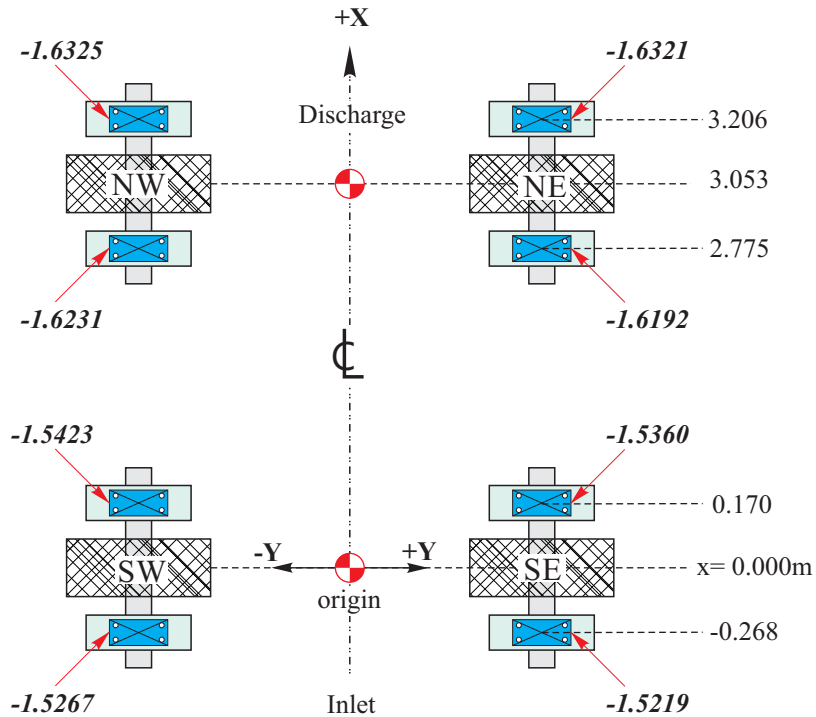 +X
-1.6325
-1.6321
Discharge
3.206
NW
NE
3.053
2.775
-1.6231
-1.6192
℄
-1.5423
-1.5360
0.170
-Y
+Y
SW
SE
x= 0.000m
origin
-0.268
-1.5267
Inlet
-1.5219